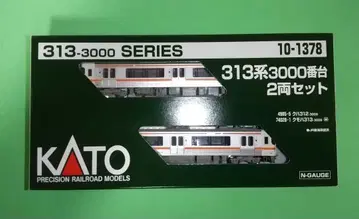 313-3000 SERIES
10-1378
313系3000番台
2両セット
KATO
PRECISION RAILROAD MODELS
N-GAUGE